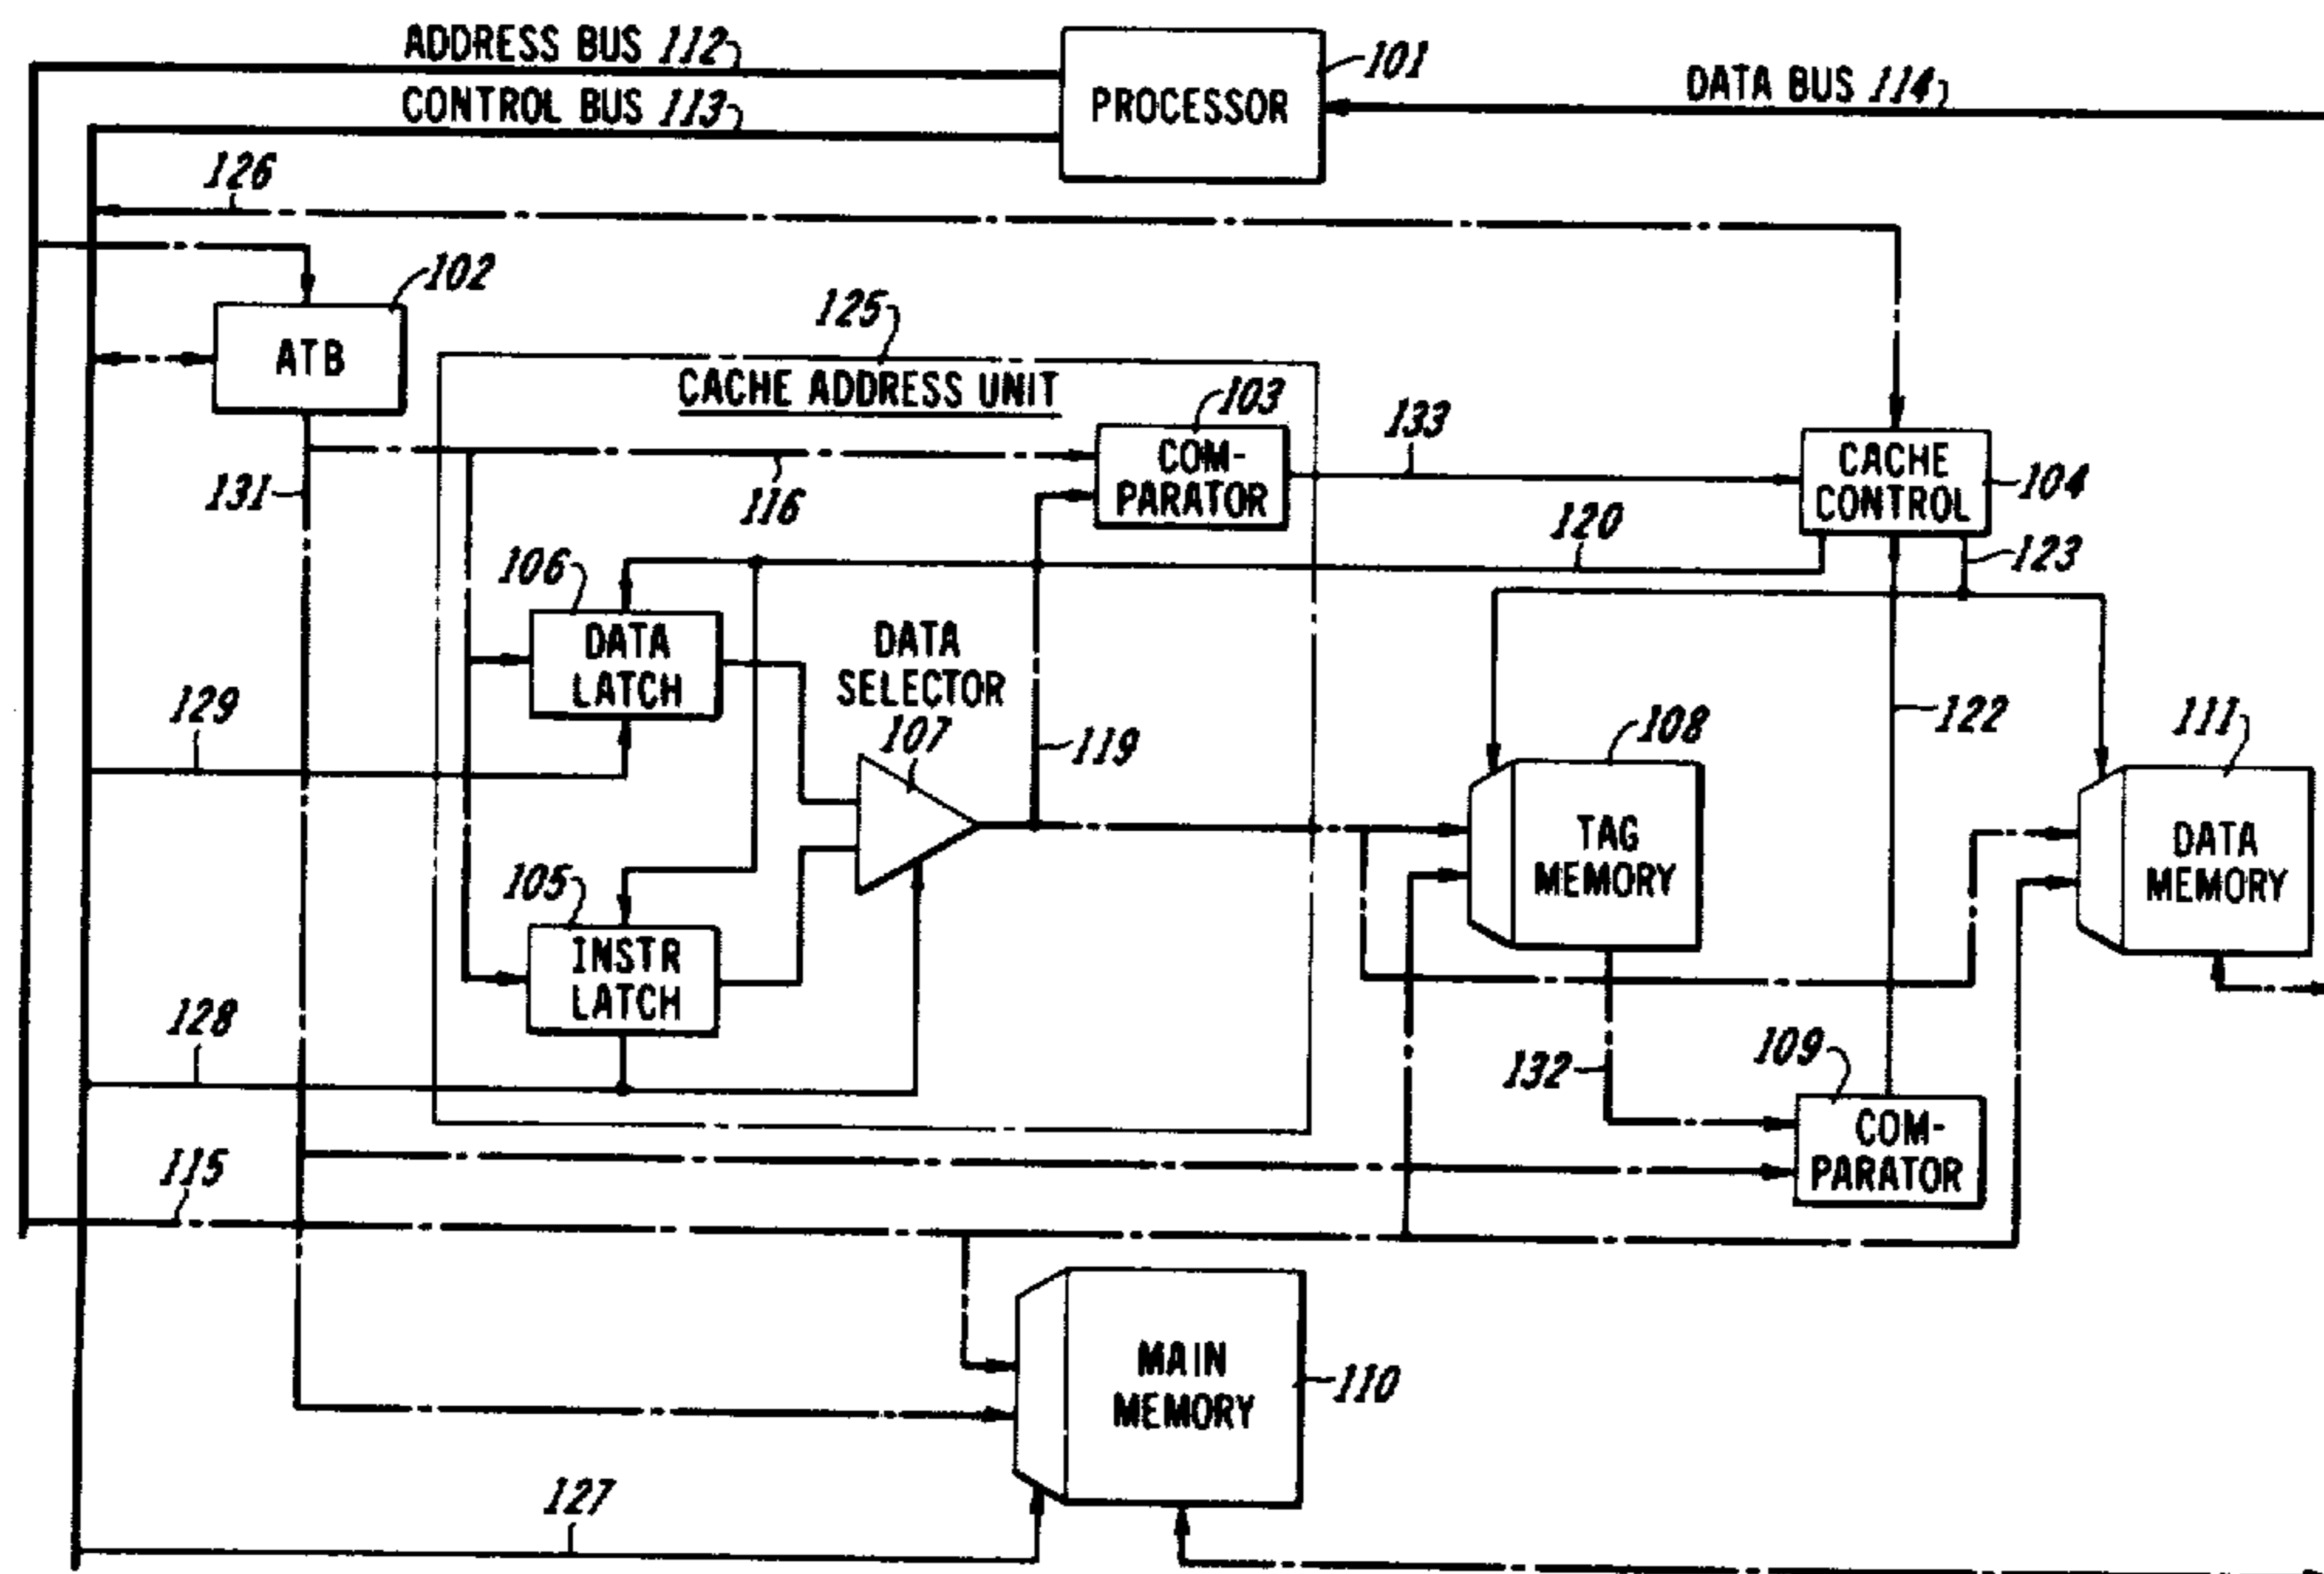 ADDRESS BUS 112
CONTROL BUS 113
PROCESSOR
101
DATA BUS 114
126
102
ATB
125
CACHE ADDRESS UNIT
103
COM-
PARATOR
133
CACHE
CONTROL
104
131
116
120
123
106
DATA
LATCH
DATA
SELECTOR
107
119
129
108
TAG
MEMORY
122
111
DATA
MEMORY
105
INSTR
LATCH
128
132
109
COM-
PARATOR
115
MAIN
MEMORY
110
127